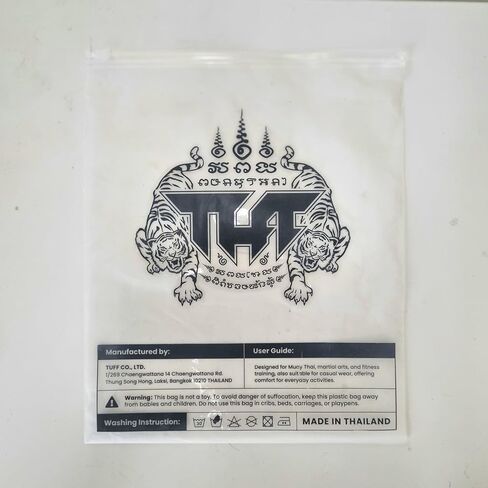 THT
Manufactured by:
TUFF CO., LTD.
1/269 Chaengwattana 14 Chaengwattana Rd.
Thung Song Hong, Laksi, Bangkok 10210 THAILAND
User Guide:
Designed for Muay Thai, martial arts, and fitness
training, also suitable for casual wear, offering
comfort for everyday activities.
Warning: This bag is not a toy. To avoid danger of suffocation, keep this plastic bag away
from babies and children. Do not use this bag in cribs, beds, carriages, or playpens.
Washing Instruction:
MADE IN THAILAND